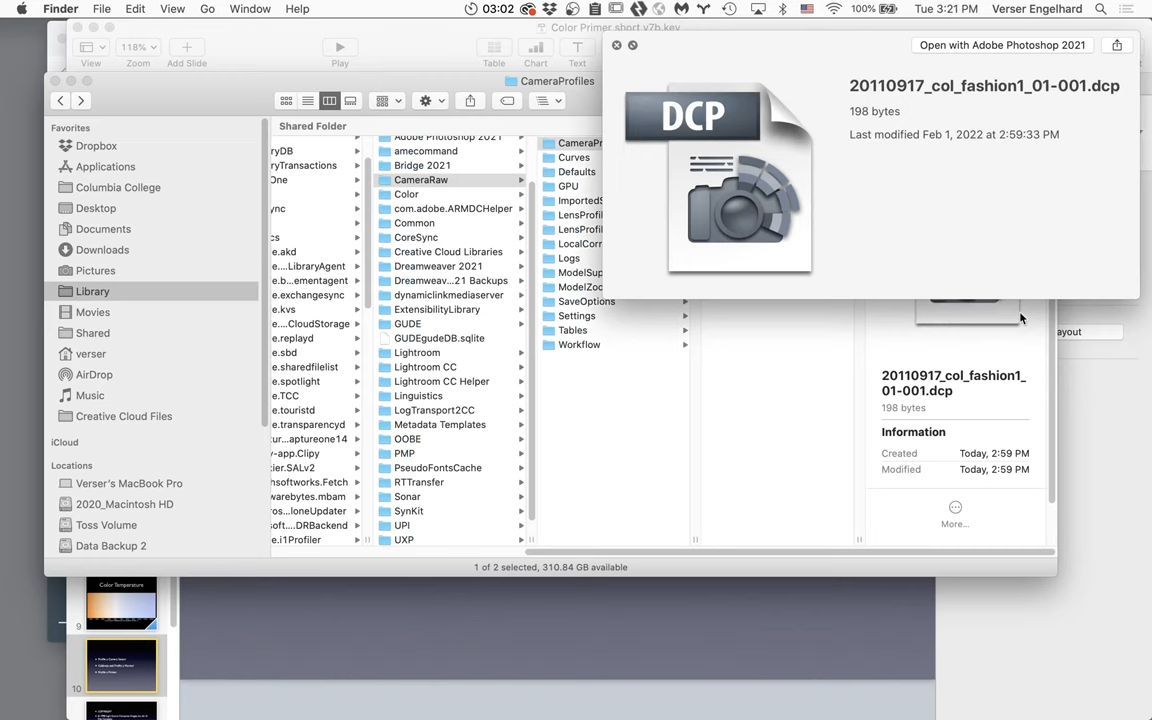 Finder File Edit View Go Window Help 03:02 100% Tue 3:21 PM Verser Engelhard
Color Primer short v7b.key
118%
View Zoom Add Slide Play Table Chart Text
Open with Adobe Photoshop 2021
CameraProfiles
DCP
20110917_col_fashion1_01-001.dcp
198 bytes
Last modified Feb 1, 2022 at 2:59:33 PM
Favorites
Dropbox
Applications
Columbia College
Desktop
Documents
Downloads
Pictures
Library
Movies
Shared
verser
AirDrop
Music
Creative Cloud Files
iCloud
Locations
Verser's MacBook Pro
2020_Macintosh HD
Toss Volume
Data Backup 2
Shared Folder
ryDB
ryTransactions
One
ync
cs
e.akd
e....LibraryAgent
e.b...ementagent
e.exchangesync
e.kvs
e....CloudStorage
e.replayd
e.sbd
e.sharedfilelist
e.spotlight
e.TCC
e.touristd
e.transparencyd
ur...aptureone14
y-app.Clipy
zier.SALv2
nsoftworks.Fetch
warebytes.mbam
ros...loneUpdater
soft....DRBackend
e.i1Profiler
Adobe Photoshop 2021
amecommand
Bridge 2021
CameraRaw
Color
com.adobe.ARMDCHelper
Common
CoreSync
Creative Cloud Libraries
Dreamweaver 2021
Dreamweav...21 Backups
dynamiclinkmediaserver
ExtensibilityLibrary
GUDE
GUDEgudeDB.sqlite
Lightroom
Lightroom CC
Lightroom CC Helper
Linguistics
LogTransport2CC
Metadata Templates
OOBE
PMP
PseudoFontsCache
RTTransfer
Sonar
SynKit
UPI
UXP
CameraPr
Curves
Defaults
GPU
ImportedS
LensProfil
LensProfil
LocalCorr
Logs
ModelSup
ModelZoo
SaveOptions
Settings
Tables
Workflow
ayout
20110917_col_fashion1_
01-001.dcp
198 bytes
Information
Created Today, 2:59 PM
Modified Today, 2:59 PM
More...
1 of 2 selected, 310.84 GB available
Color Temperature
9
10